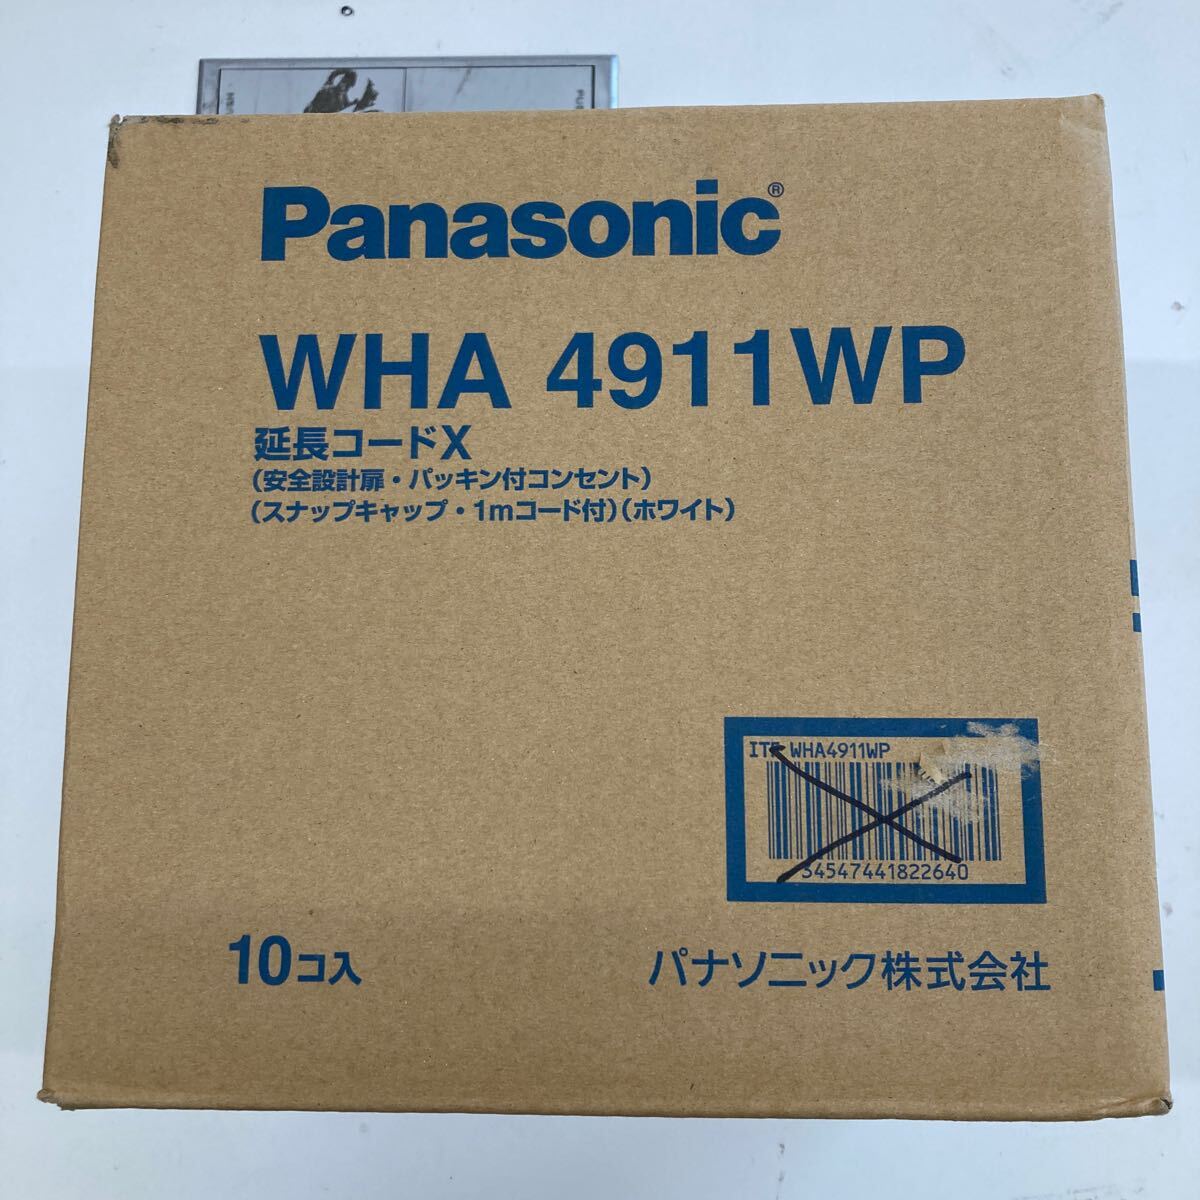 Panasonic®
WHA 4911WP
延長コードX
(安全設計扉・パッキン付コンセント)
(スナップキャップ・1mコード付)(ホワイト)
WHA4911WP
34547441822640
10コ入
パナソニック株式会社